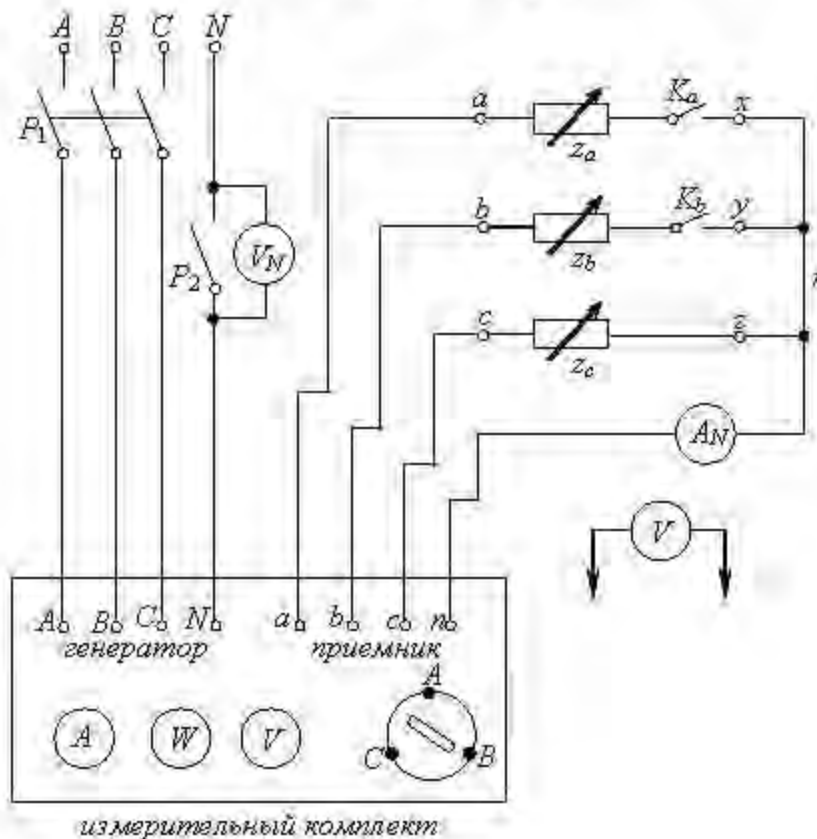 A B C N
P1
VN
P2
a za Ka x
b zb Kb y
c zc z
AN
V
A B C N a b c n
генератор приемник
A W V
A
C B
измерительный комплект